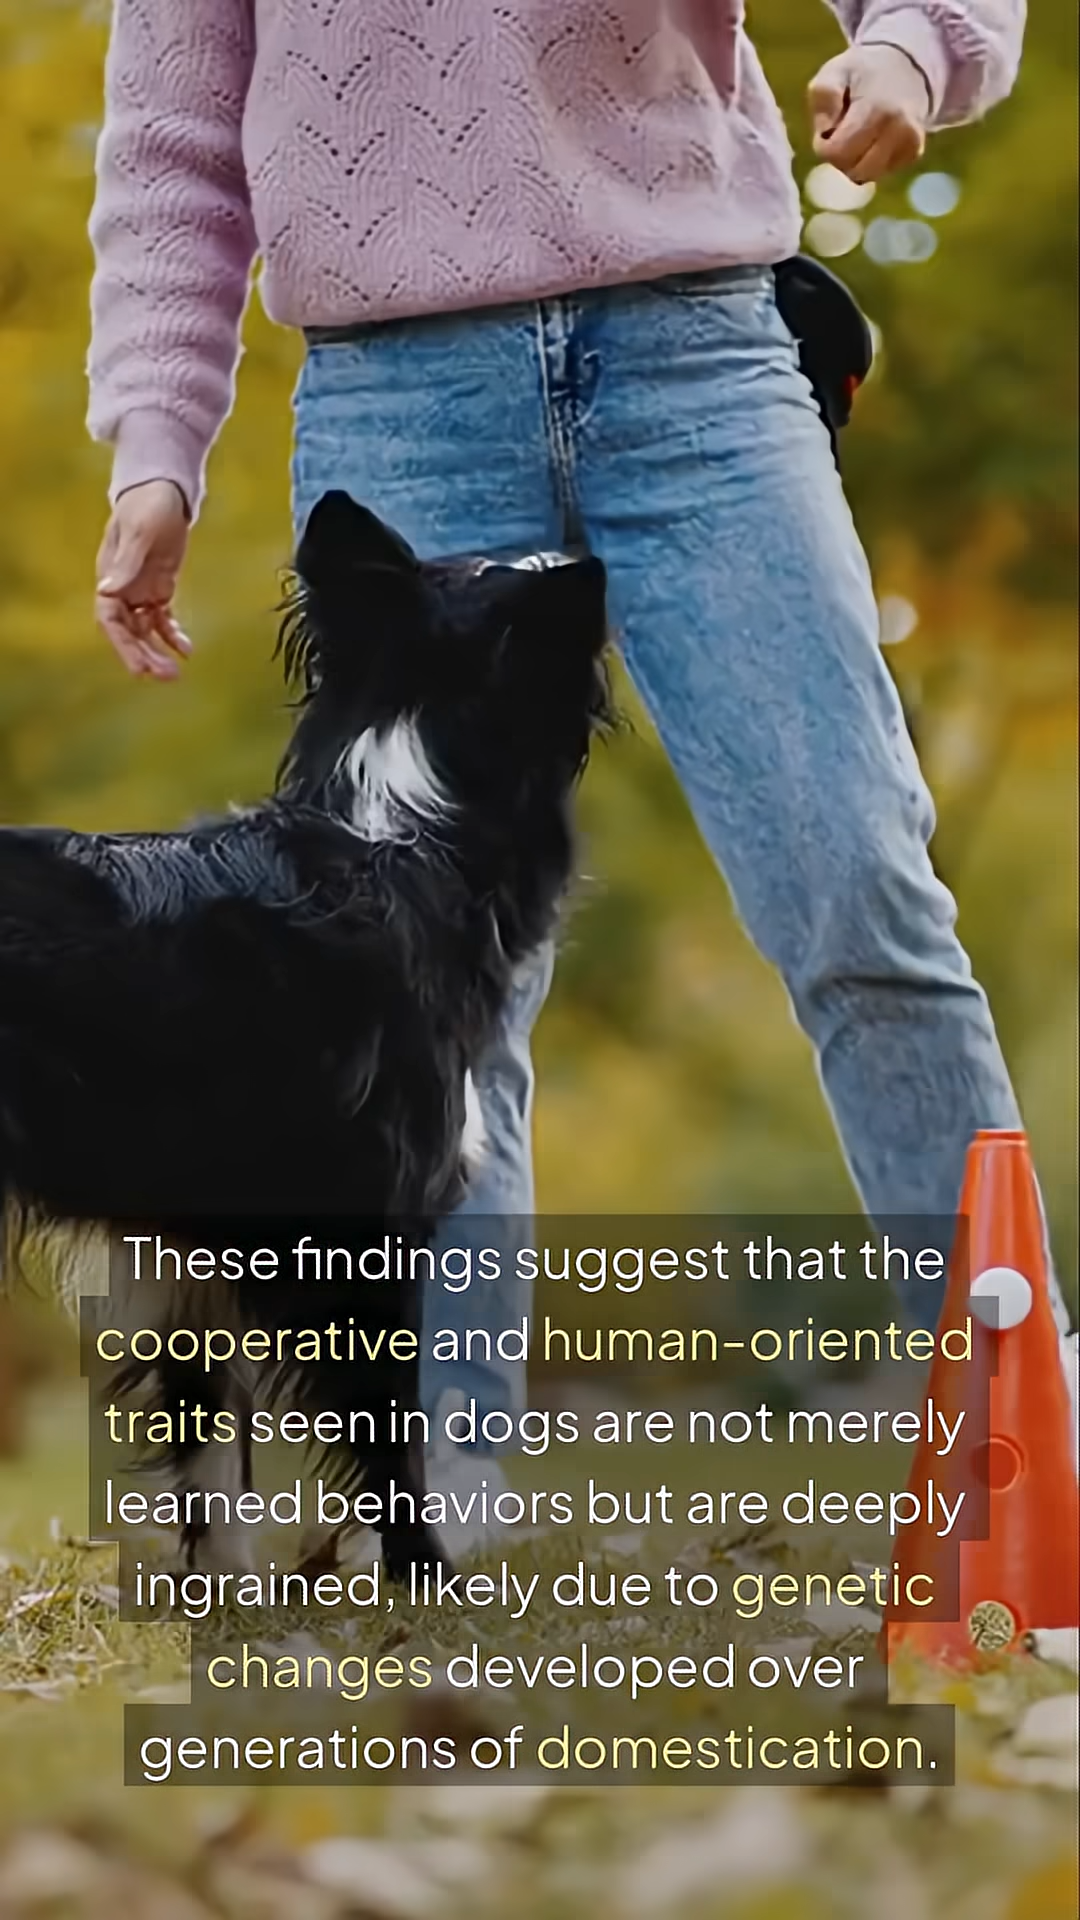 These findings suggest that the
cooperative and human-oriented
traits seen in dogs are not merely
learned behaviors but are deeply
ingrained, likely due to genetic
changes developed over
generations of domestication.